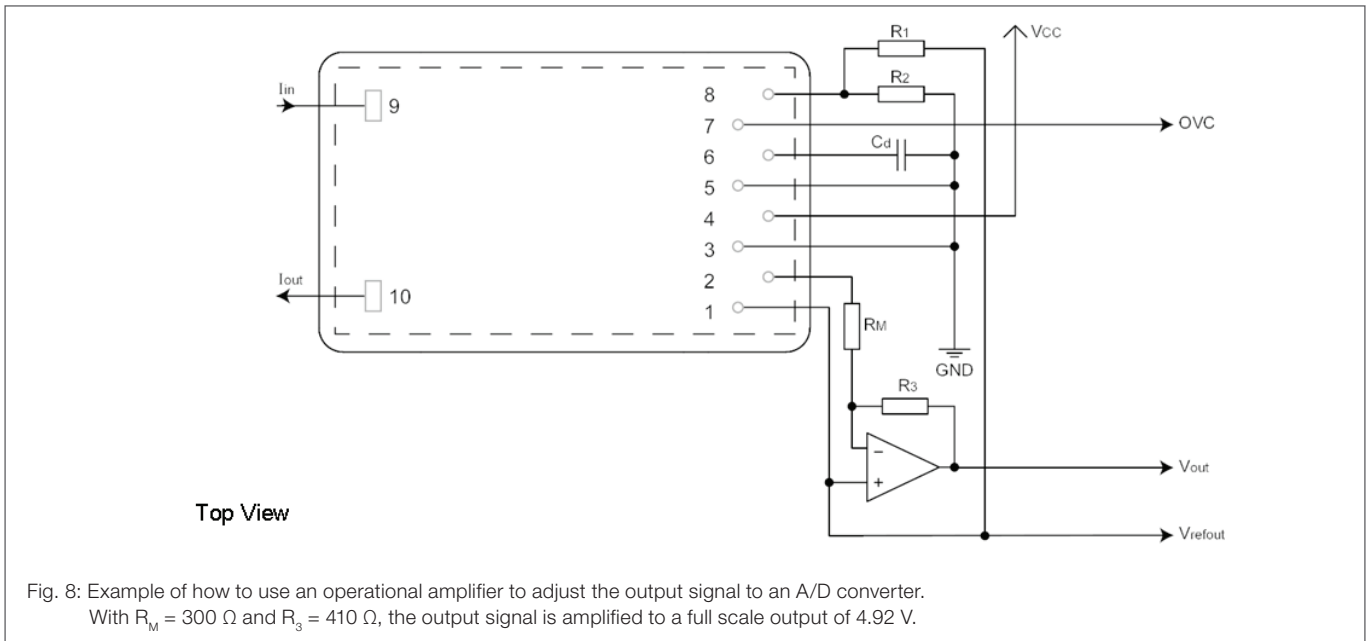 R1
VCC
Iin
9
8
R2
7
OVC
6
Cd
5
4
3
Iout
10
2
1
RM
GND
R3
−
+
Vout
Top View
Vrefout
Fig. 8: Example of how to use an operational amplifier to adjust the output signal to an A/D converter.
With RM = 300 Ω and R3 = 410 Ω, the output signal is amplified to a full scale output of 4.92 V.